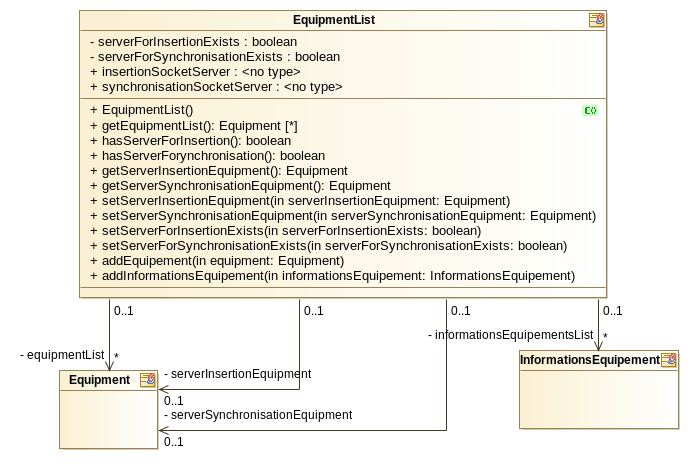 EquipmentList
- serverForInsertionExists : boolean
- serverForSynchronisationExists : boolean
+ insertionSocketServer : <no type>
+ synchronisationSocketServer : <no type>
+ EquipmentList()
+ getEquipmentList(): Equipment [*]
+ hasServerForInsertion(): boolean
+ hasServerForynchronisation(): boolean
+ getServerInsertionEquipment(): Equipment
+ getServerSynchronisationEquipment(): Equipment
+ setServerInsertionEquipment(in serverInsertionEquipment: Equipment)
+ setServerSynchronisationEquipment(in serverSynchronisationEquipment: Equipment)
+ setServerForInsertionExists(in serverForInsertionExists: boolean)
+ setServerForSynchronisationExists(in serverForSynchronisationExists: boolean)
+ addEquipement(in equipment: Equipment)
+ addInformationsEquipement(in informationsEquipement: InformationsEquipement)
0..1 0..1 0..1 0..1
- informationsEquipementsList *
- equipmentList *
InformationsEquipement
- serverInsertionEquipment
Equipment
0..1
- serverSynchronisationEquipment
0..1